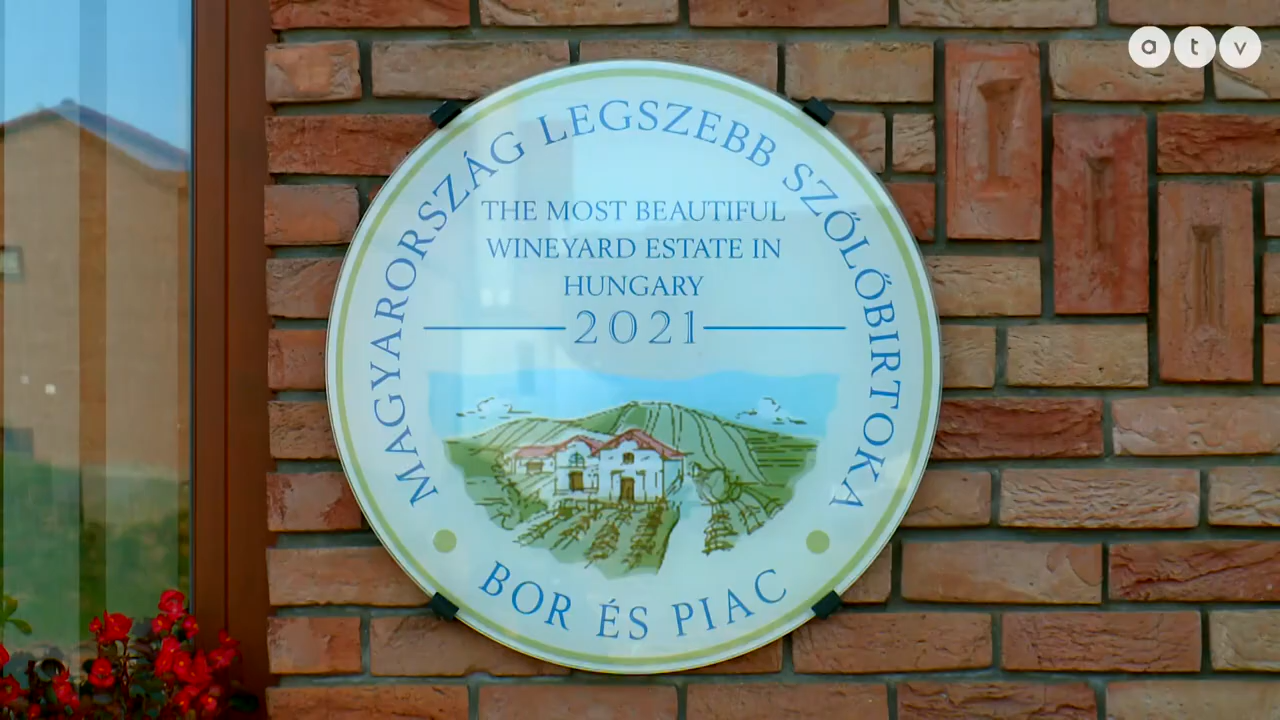 atv
MAGYARORSZÁG LEGSZEBB SZŐLŐBIRTOKA
THE MOST BEAUTIFUL
WINEYARD ESTATE IN
HUNGARY
2021
BOR ÉS PIAC